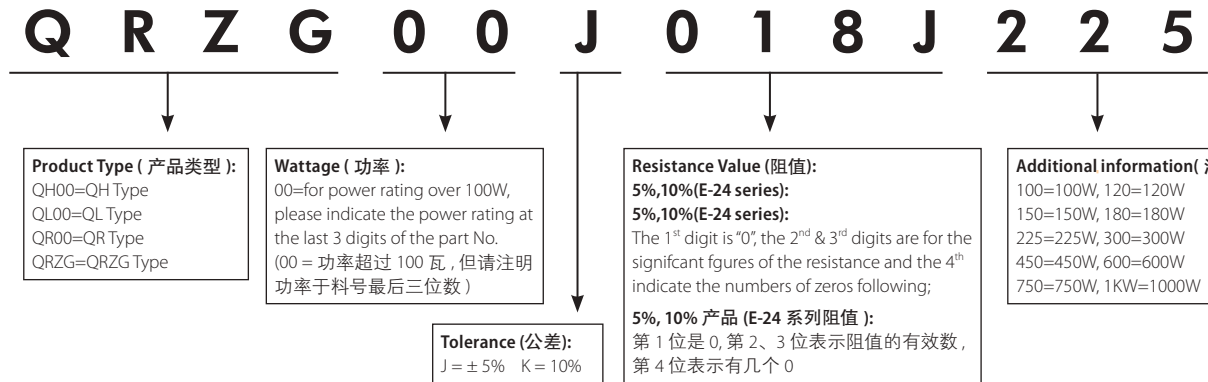 Q R Z G 0 0 J 0 1 8 J 2 2 5
Product Type ( 产品类型 ):
QH00=QH Type
QL00=QL Type
QR00=QR Type
QRZG=QRZG Type
Wattage ( 功率 ):
00=for power rating over 100W,
please indicate the power rating at
the last 3 digits of the part No.
(00 = 功率超过 100 瓦 , 但请注明
功率于料号最后三位数 )
Tolerance (公差):
J = ± 5% K = 10%
Resistance Value (阻值):
5%,10%(E-24 series):
5%,10%(E-24 series):
The 1st digit is "0", the 2nd & 3rd digits are for the
signifcant fgures of the resistance and the 4th
indicate the numbers of zeros following;
5%, 10% 产品 (E-24 系列阻值 ):
第 1 位是 0, 第 2、3 位表示阻值的有效数 ,
第 4 位表示有几个 0
Additional information(
100=100W, 120=120W
150=150W, 180=180W
225=225W, 300=300W
450=450W, 600=600W
750=750W, 1KW=1000W